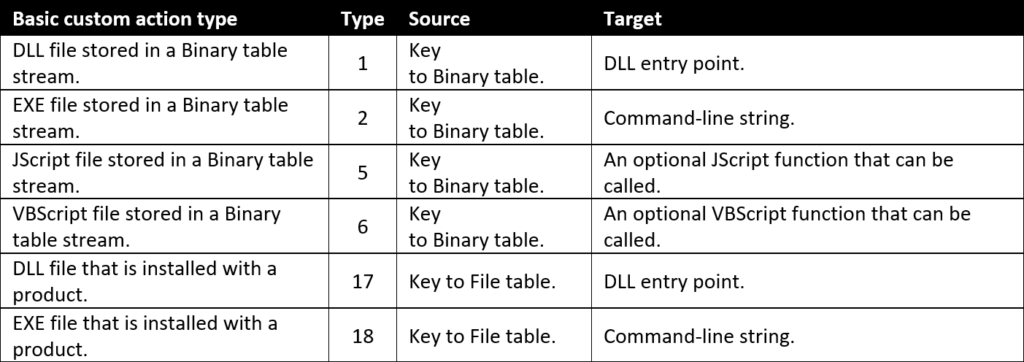 Basic custom action type Type Source Target
DLL file stored in a Binary table stream. 1 Key to Binary table. DLL entry point.
EXE file stored in a Binary table stream. 2 Key to Binary table. Command-line string.
JScript file stored in a Binary table stream. 5 Key to Binary table. An optional JScript function that can be called.
VBScript file stored in a Binary table stream. 6 Key to Binary table. An optional VBScript function that can be called.
DLL file that is installed with a product. 17 Key to File table. DLL entry point.
EXE file that is installed with a product. 18 Key to File table. Command-line string.